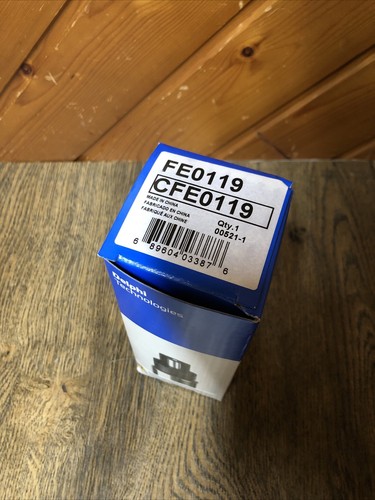 FE0119
CFE0119
MADE IN CHINA
FABRICADO EN CHINA
FABRIQUÉ AUX CHINE
Qty.1
00521-1
6 89604 03387 6
Delphi
Technologies